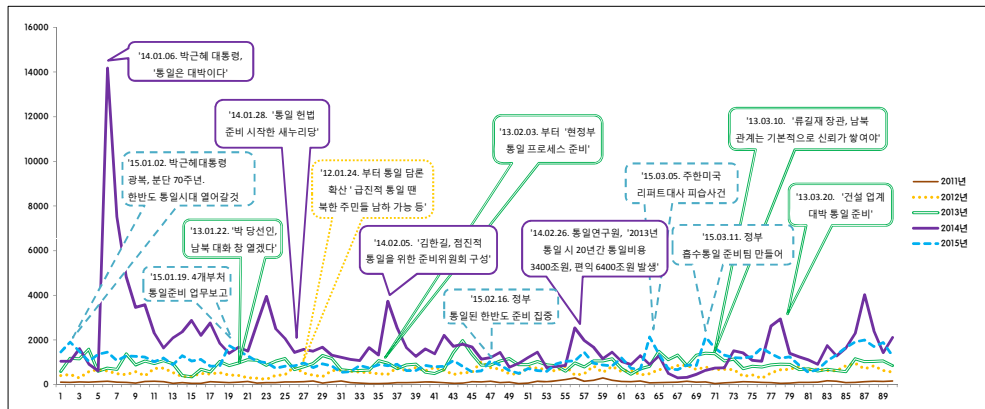 16000
14000
12000
10000
8000
6000
4000
2000
0
'14.01.06. 박근혜 대통령,
'통일은 대박이다'
'15.01.02. 박근혜대통령
광복, 분단 70주년.
한반도 통일시대 열어갈것
'14.01.28. '통일 헌법
준비 시작한 새누리당'
'13.01.22. '박 당선인,
남북 대화 창 열겠다'
'15.01.19. 4개부처
통일준비 업무보고
'12.01.24. 부터 통일 담론
확산 ' 급진적 통일 땐
북한 주민들 남하 가능 등'
'13.02.03. 부터 '현정부
통일 프로세스 준비'
'14.02.05. '김한길, 점진적
통일을 위한 준비위원회 구성'
'15.02.16. 정부
통일된 한반도 준비 집중
'14.02.26. 통일연구원, '2013년
통일 시 20년간 통일비용
3400조원, 편익 6400조원 발생'
'15.03.05. 주한미국
리퍼트대사 피습사건
'13.03.10. '류길재 장관, 남북
관계는 기본적으로 신뢰가 쌓여야'
'15.03.11. 정부
흡수통일 준비팀 만들어
'13.03.20. '건설 업계
대박 통일 준비'
2011년
2012년
2013년
2014년
2015년
1 3 5 7 9 11 13 15 17 19 21 23 25 27 29 31 33 35 37 39 41 43 45 47 49 51 53 55 57 59 61 63 65 67 69 71 73 75 77 79 81 83 85 87 89